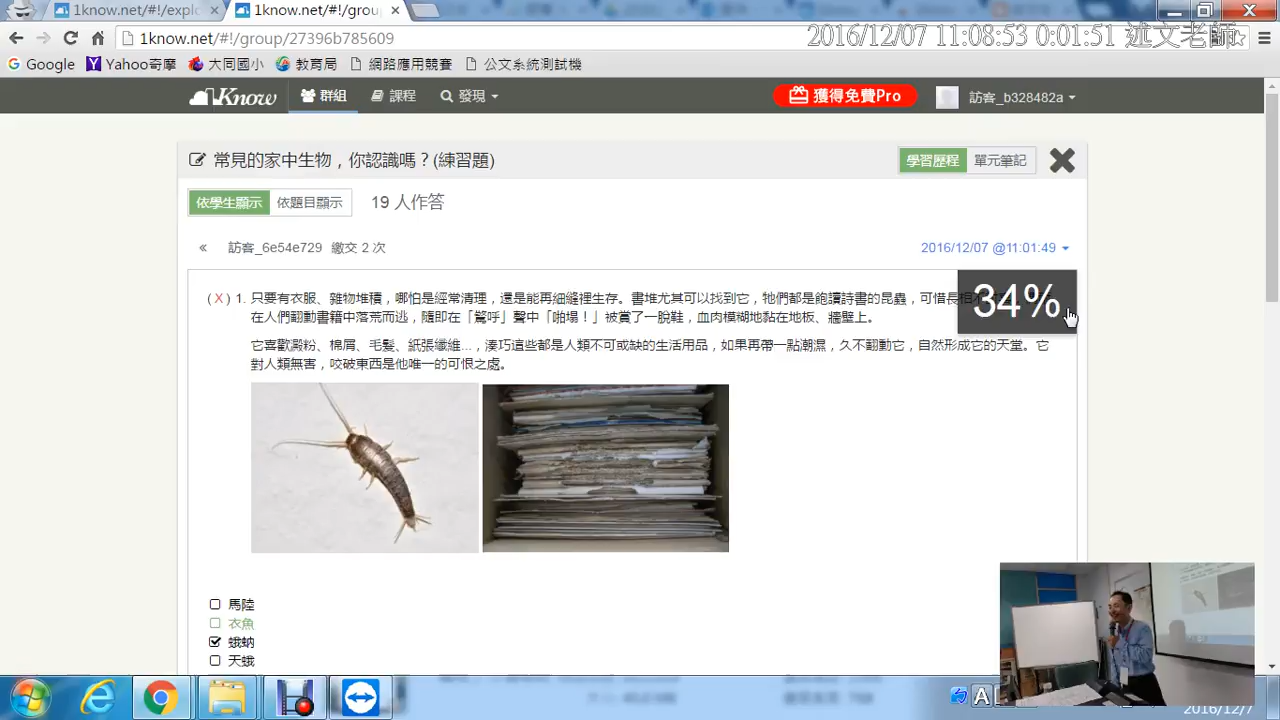 1know.net/#!/explo
1know.net/#!/grou
1know.net/#!/group/27396b785609
2016/12/07 11:08:53 0:01:51 述文老師
Google Yahoo奇摩 大同國小 教育局 網路應用競賽 公文系統測試機
1Know 群組 課程 發現 獲得免費Pro 訪客_b328482a
常見的家中生物，你認識嗎？(練習題) 學習歷程 單元筆記
依學生顯示 依題目顯示 19 人作答
« 訪客_6e54e729 繳交 2 次 2016/12/07 @11:01:49
(X) 1. 只要有衣服、雜物堆積，哪怕是經常清理，還是能再細縫裡生存。書堆尤其可以找到它，牠們都是飽讀詩書的昆蟲，可惜長相
34%
在人們翻動書籍中落荒而逃，隨即在「驚呼」聲中「啪塌！」被賞了一脫鞋，血肉模糊地黏在地板、牆壁上。
它喜歡澱粉、棉屑、毛髮、紙張纖維...，湊巧這些都是人類不可或缺的生活用品，如果再帶一點潮濕，久不翻動它，自然形成它的天堂。它
對人類無害，咬破東西是他唯一的可恨之處。
馬陸
衣魚
蛾蚋
天蛾
A
2016/12/7